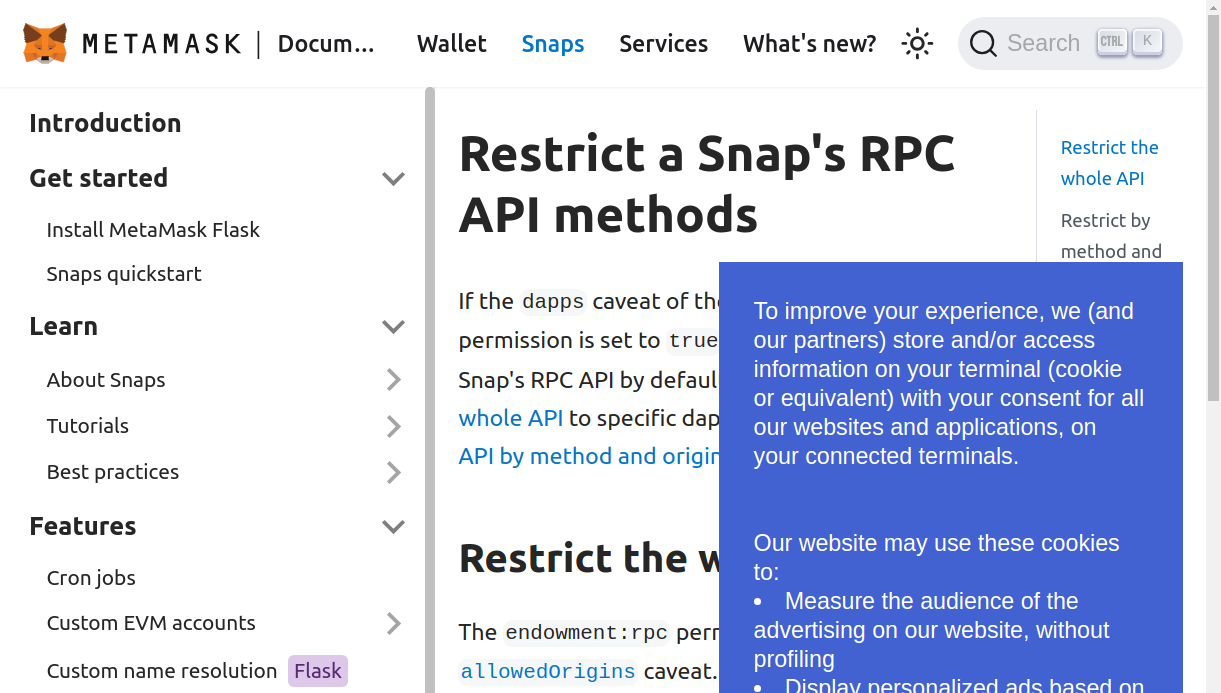 METAMASK | Docum... Wallet Snaps Services What's new? Search CTRL K
Introduction
Get started
Install MetaMask Flask
Snaps quickstart
Learn
About Snaps
Tutorials
Best practices
Features
Cron jobs
Custom EVM accounts
Custom name resolution Flask
Restrict a Snap's RPC
API methods
If the dapps caveat of the
permission is set to true
Snap's RPC API by default
whole API to specific dap
API by method and origin
Restrict the w
The endowment:rpc perm
allowedOrigins caveat.
Restrict the
whole API
Restrict by
method and
To improve your experience, we (and
our partners) store and/or access
information on your terminal (cookie
or equivalent) with your consent for all
our websites and applications, on
your connected terminals.
Our website may use these cookies
to:
• Measure the audience of the
advertising on our website, without
profiling
• Display personalized ads based on